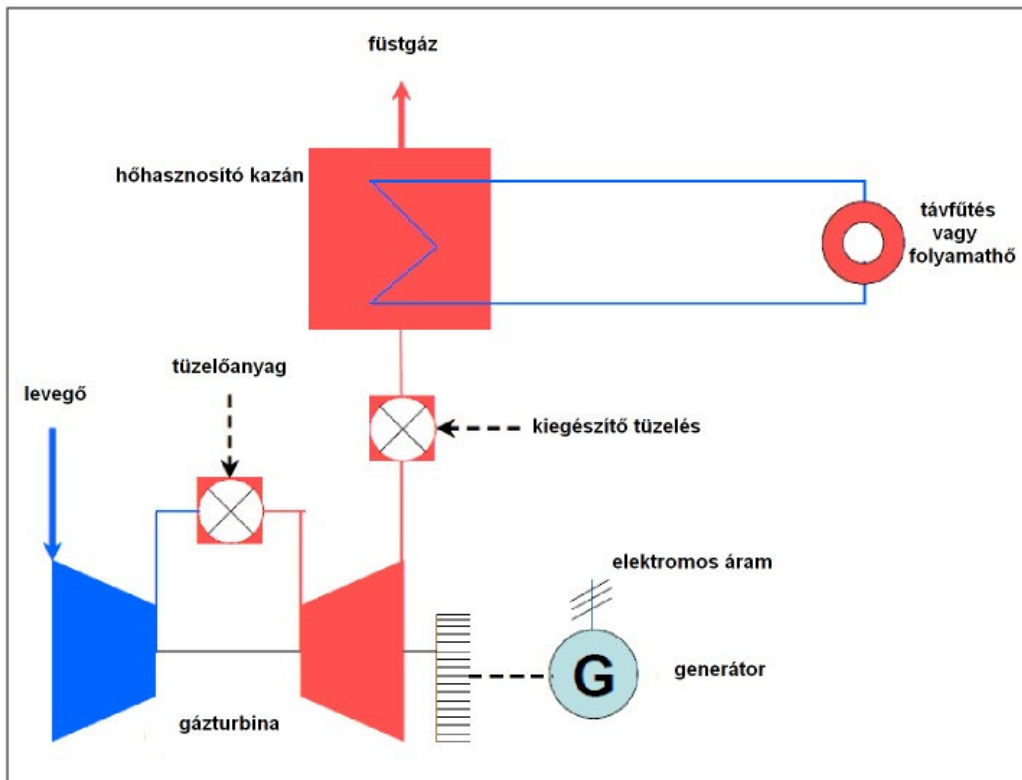 füstgáz
hőhasznosító kazán
távfűtés
vagy
folyamathő
tüzelőanyag
levegő
kiegészítő tüzelés
elektromos áram
G
generátor
gázturbina